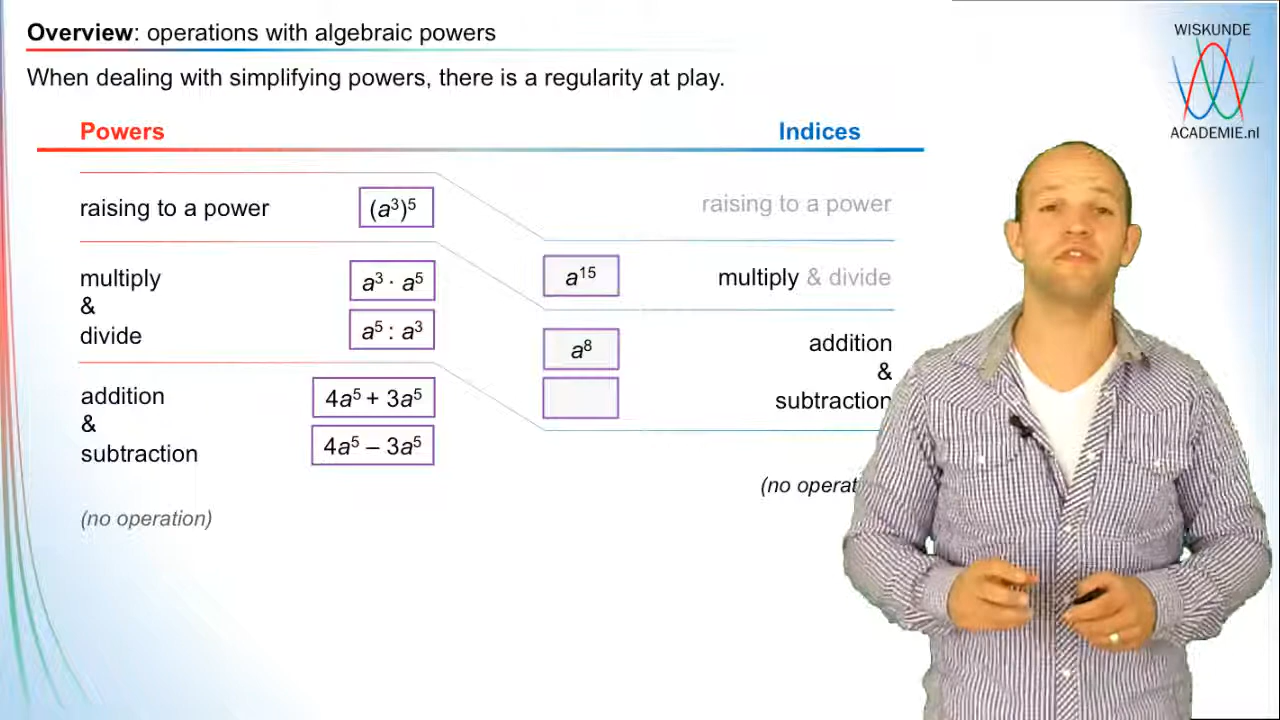 Overview: operations with algebraic powers
WISKUNDE
ACADEMIE.nl
When dealing with simplifying powers, there is a regularity at play.
Powers
Indices
raising to a power
(a³)⁵
raising to a power
multiply
&
divide
a³ · a⁵
a⁵ : a³
a¹⁵
multiply & divide
a⁸
addition
&
subtraction
addition
&
subtraction
4a⁵ + 3a⁵
4a⁵ – 3a⁵
(no operation)
(no operat